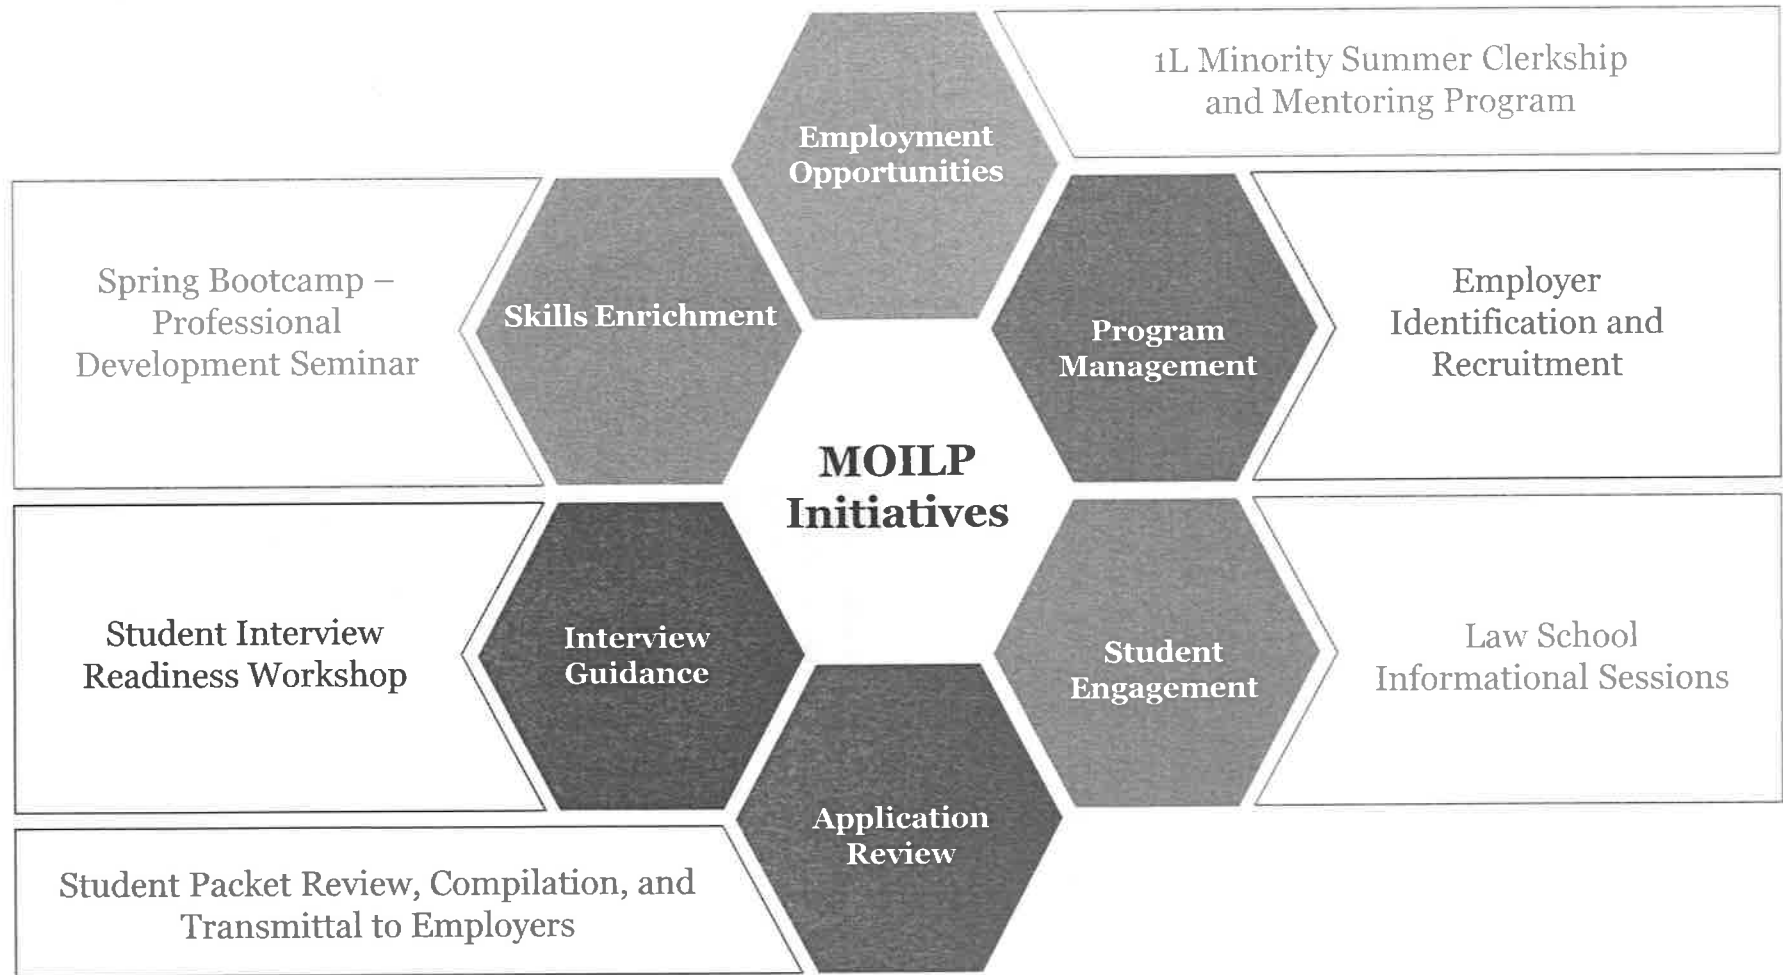 1L Minority Summer Clerkship
and Mentoring Program
Employment
Opportunities
Spring Bootcamp –
Professional
Development Seminar
Skills Enrichment
Program
Management
Employer
Identification and
Recruitment
MOILP
Initiatives
Student Interview
Readiness Workshop
Interview
Guidance
Student
Engagement
Law School
Informational Sessions
Application
Review
Student Packet Review, Compilation, and
Transmittal to Employers